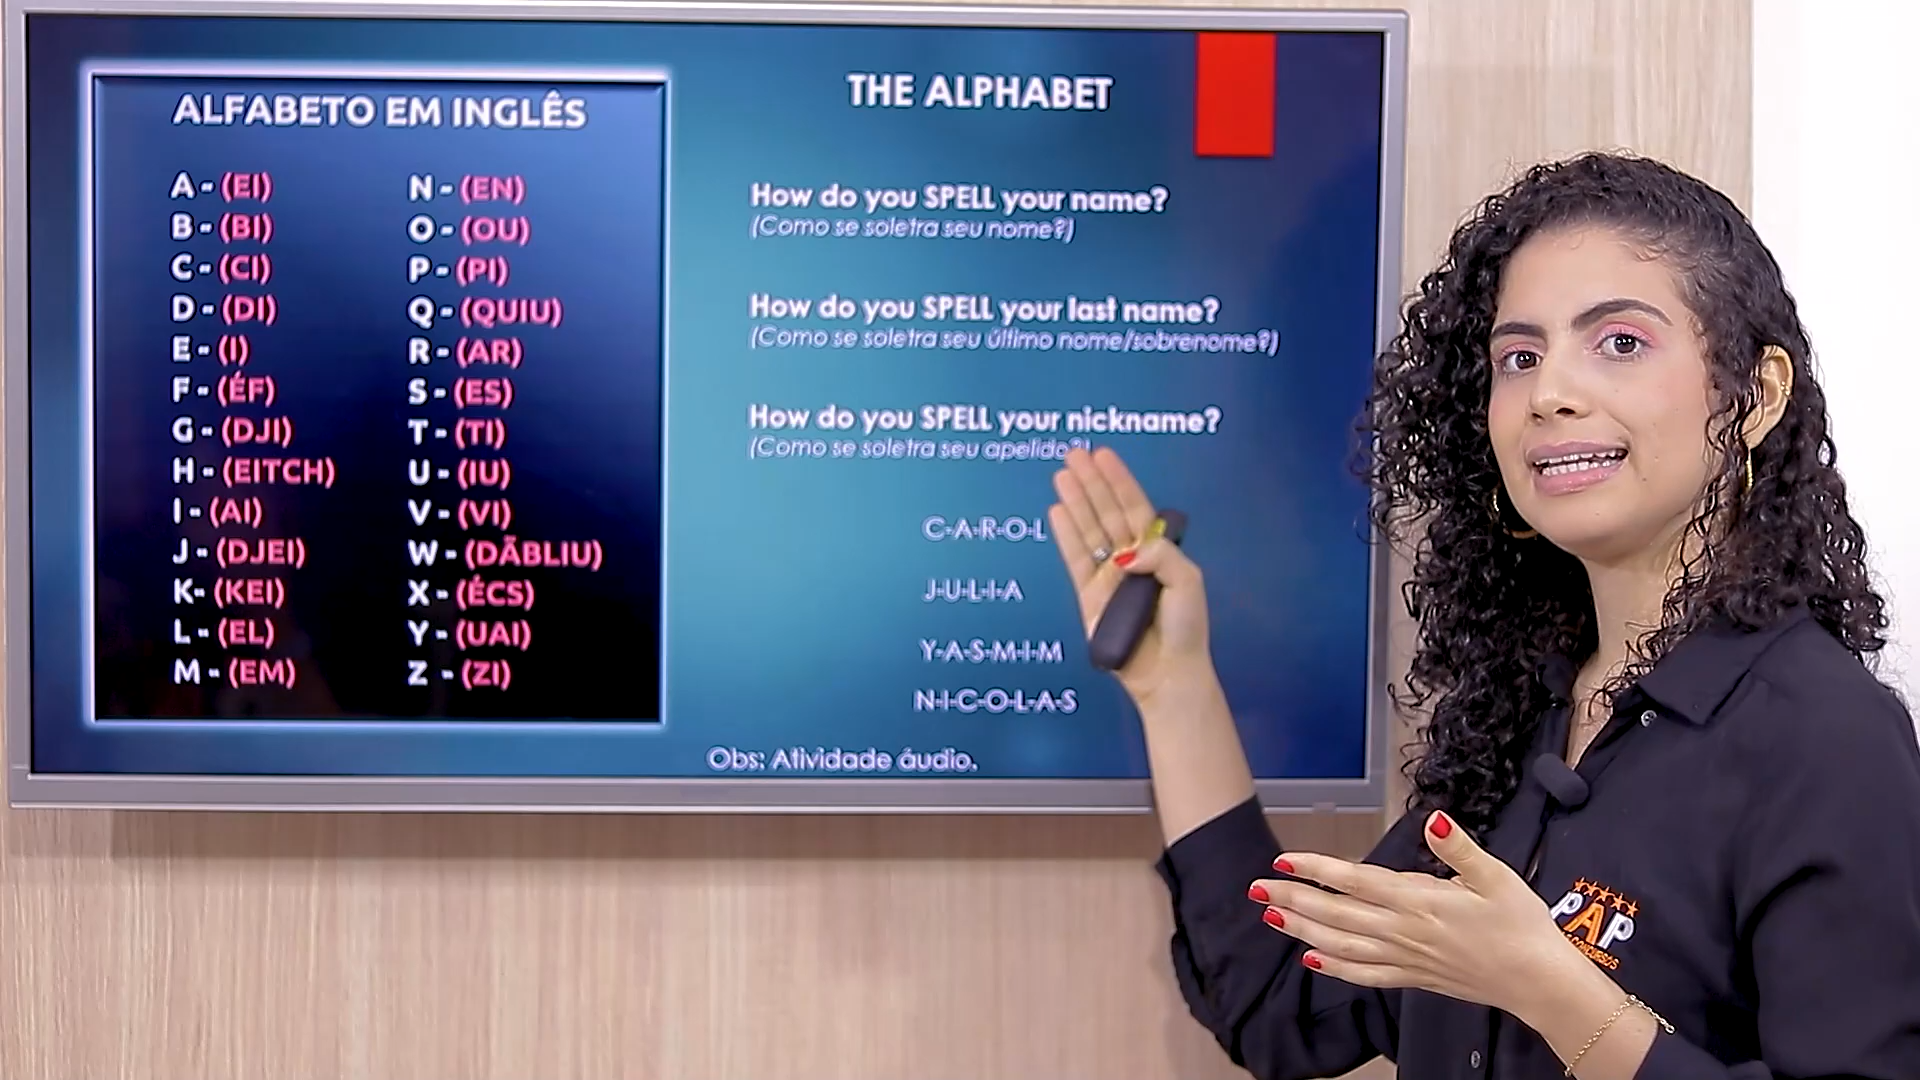 ALFABETO EM INGLÊS
A - (EI)
B - (BI)
C - (CI)
D - (DI)
E - (I)
F - (ÉF)
G - (DJI)
H - (EITCH)
I - (AI)
J - (DJEI)
K- (KEI)
L - (EL)
M - (EM)
N - (EN)
O - (OU)
P - (PI)
Q - (QUIU)
R - (AR)
S - (ES)
T - (TI)
U - (IU)
V - (VI)
W - (DÃBLIU)
X - (ÉCS)
Y - (UAI)
Z - (ZI)
THE ALPHABET
How do you SPELL your name?
(Como se soletra seu nome?)
How do you SPELL your last name?
(Como se soletra seu último nome/sobrenome?)
How do you SPELL your nickname?
(Como se soletra seu apelido?)
C-A-R-O-L
J-U-L-I-A
Y-A-S-M-I-M
N-I-C-O-L-A-S
Obs: Atividade áudio.
PAP
CONCURSOS